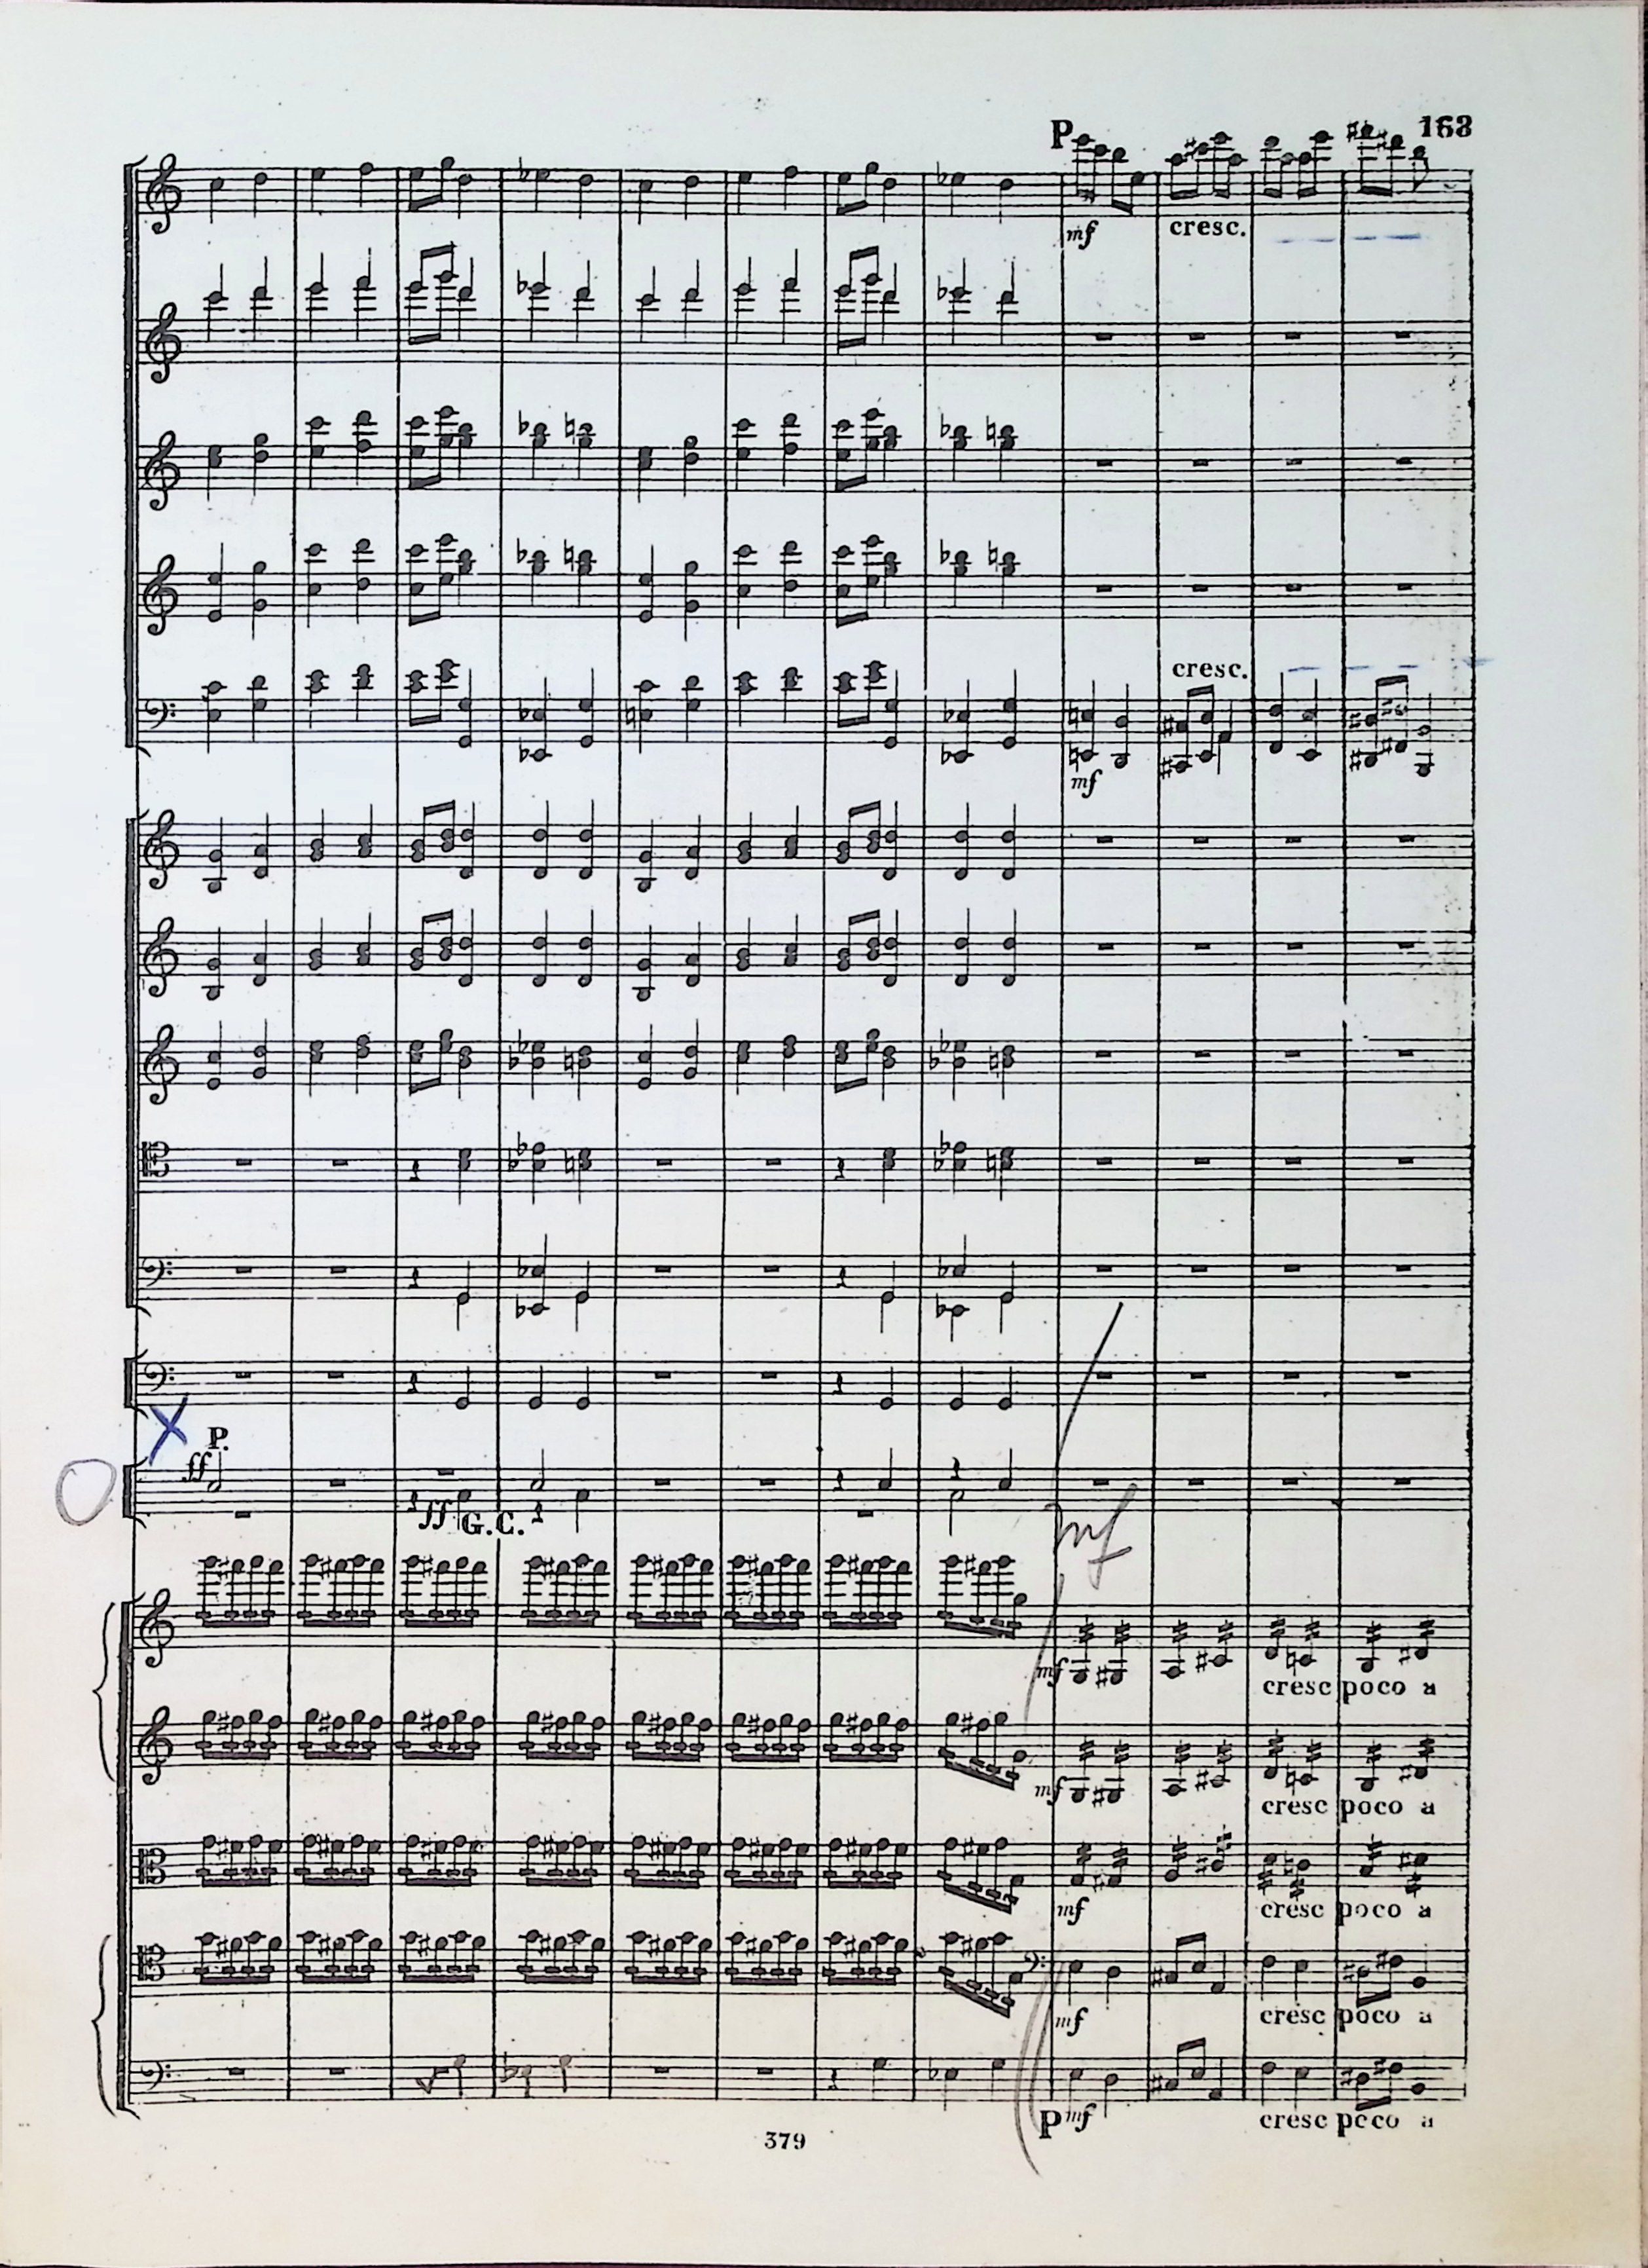 P 163
mf cresc.
cresc.
mf
P.
ff
ff G.C.
mf
mf cresc poco a
mf cresc poco a
mf cresc poco a
mf cresc poco a
P mf cresc poco a
379